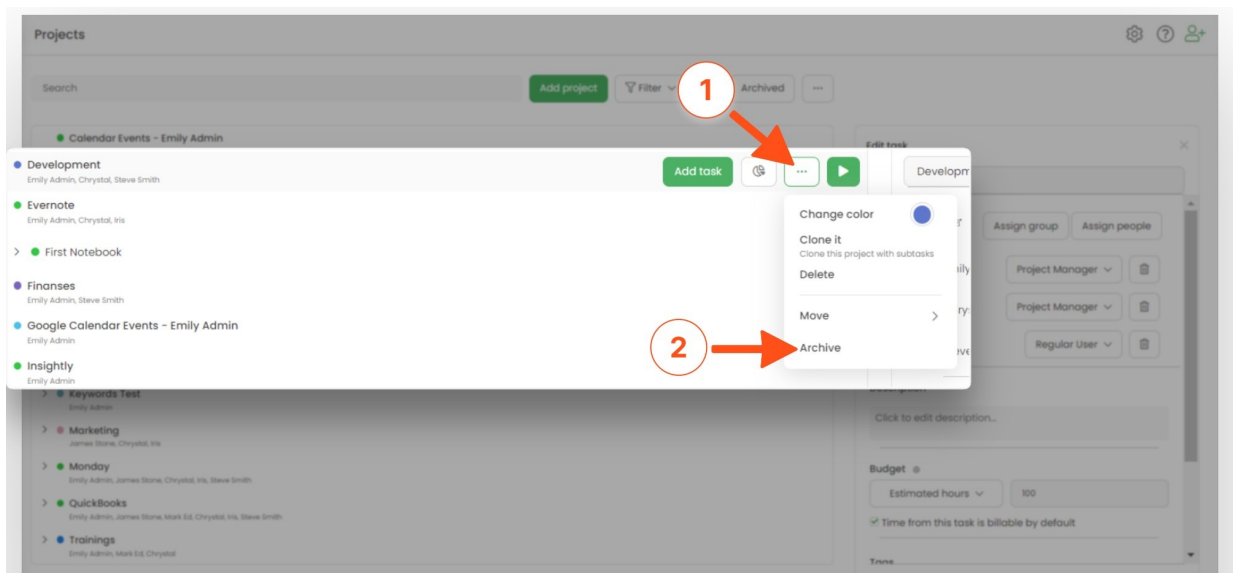 Projects
Search
Add project
Filter
Archived
...
1
Calendar Events - Emily Admin
Development
Emily Admin, Chrystal, Steve Smith
Add task
...
Evernote
Emily Admin, Chrystal, Iris
First Notebook
Finanses
Emily Admin, Steve Smith
Google Calendar Events - Emily Admin
Emily Admin
Insightly
Emily Admin
Change color
Clone it
Clone this project with subtasks
Delete
Move
Archive
2
Keywords Test
Emily Admin
Marketing
James Stone, Chrystal, Iris
Monday
Emily Admin, James Stone, Chrystal, Iris, Steve Smith
QuickBooks
Emily Admin, James Stone, Mark Ed, Chrystal, Iris, Steve Smith
Trainings
Emily Admin, Mark Ed, Chrystal
Edit task
Developm
Assign group
Assign people
Project Manager
Project Manager
Regular User
Click to edit description...
Budget
Estimated hours
100
Time from this task is billable by default
Tags